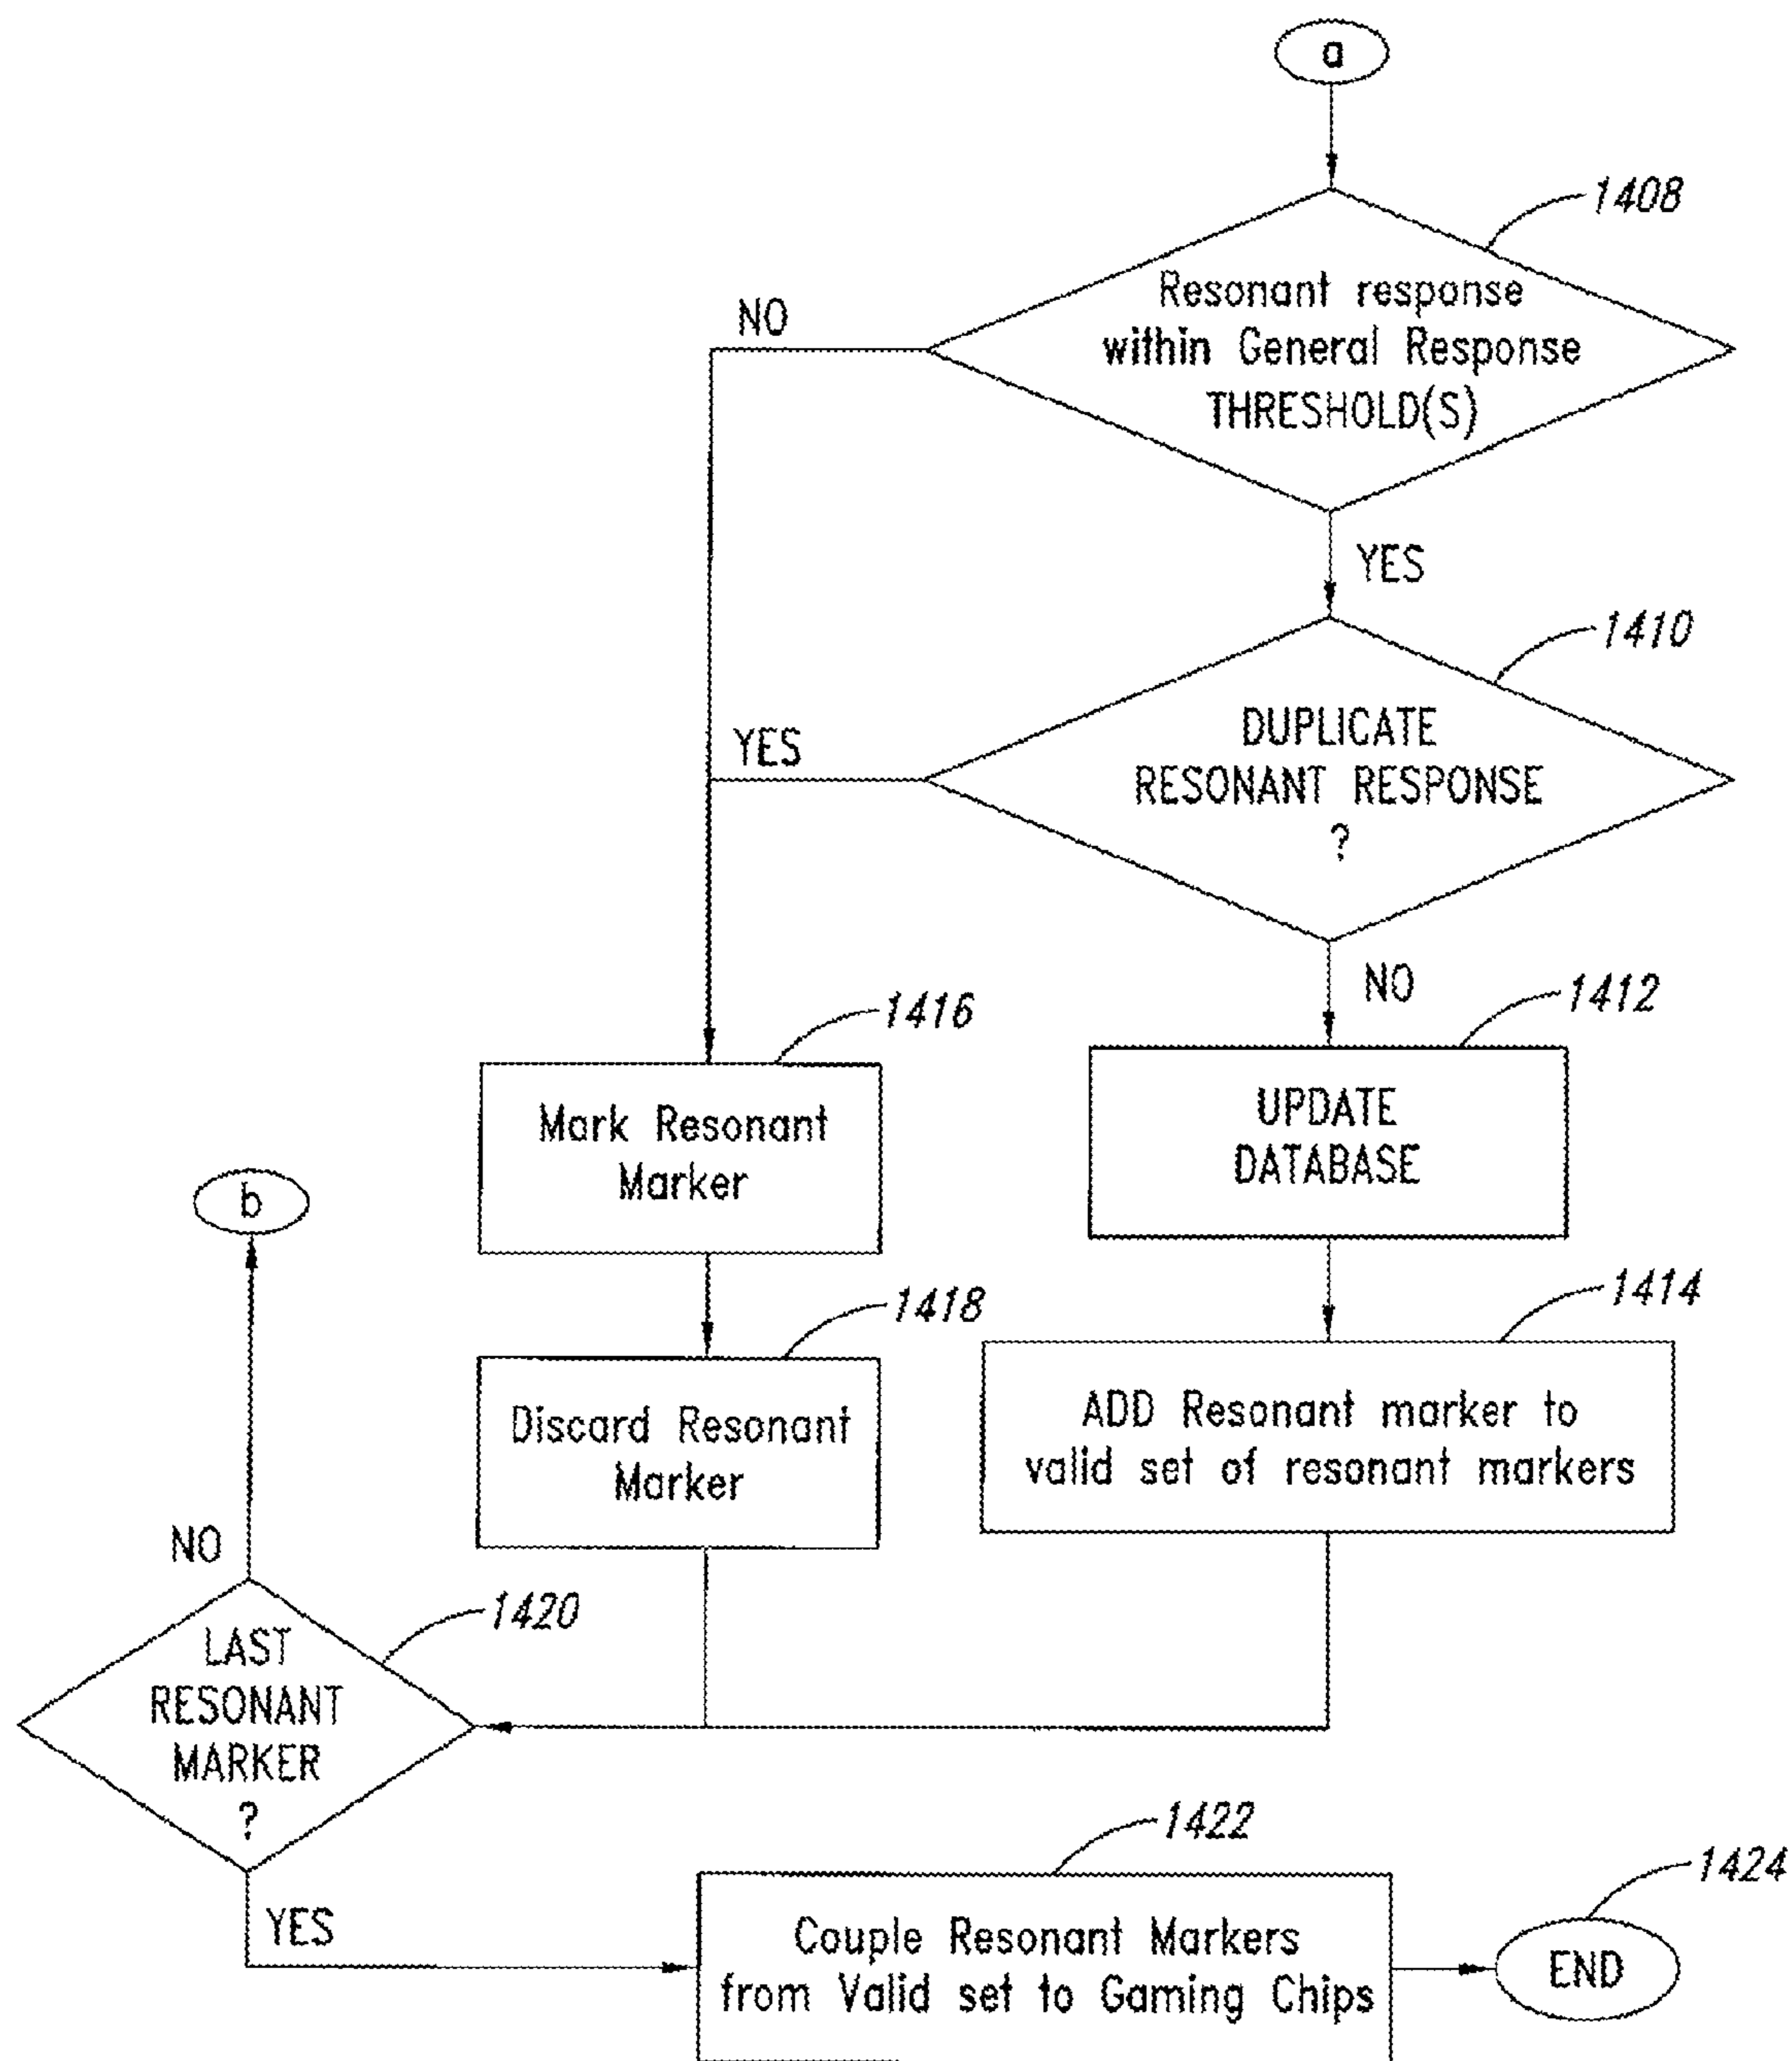 a
1408
Resonant response
within General Response
THRESHOLD(S)
NO
YES
1410
DUPLICATE
RESONANT RESPONSE
?
YES
NO
1412
UPDATE
DATABASE
1416
Mark Resonant
Marker
b
1414
ADD Resonant marker to
valid set of resonant markers
1418
Discard Resonant
Marker
NO
1420
LAST
RESONANT
MARKER
?
YES
1422
Couple Resonant Markers
from Valid set to Gaming Chips
1424
END